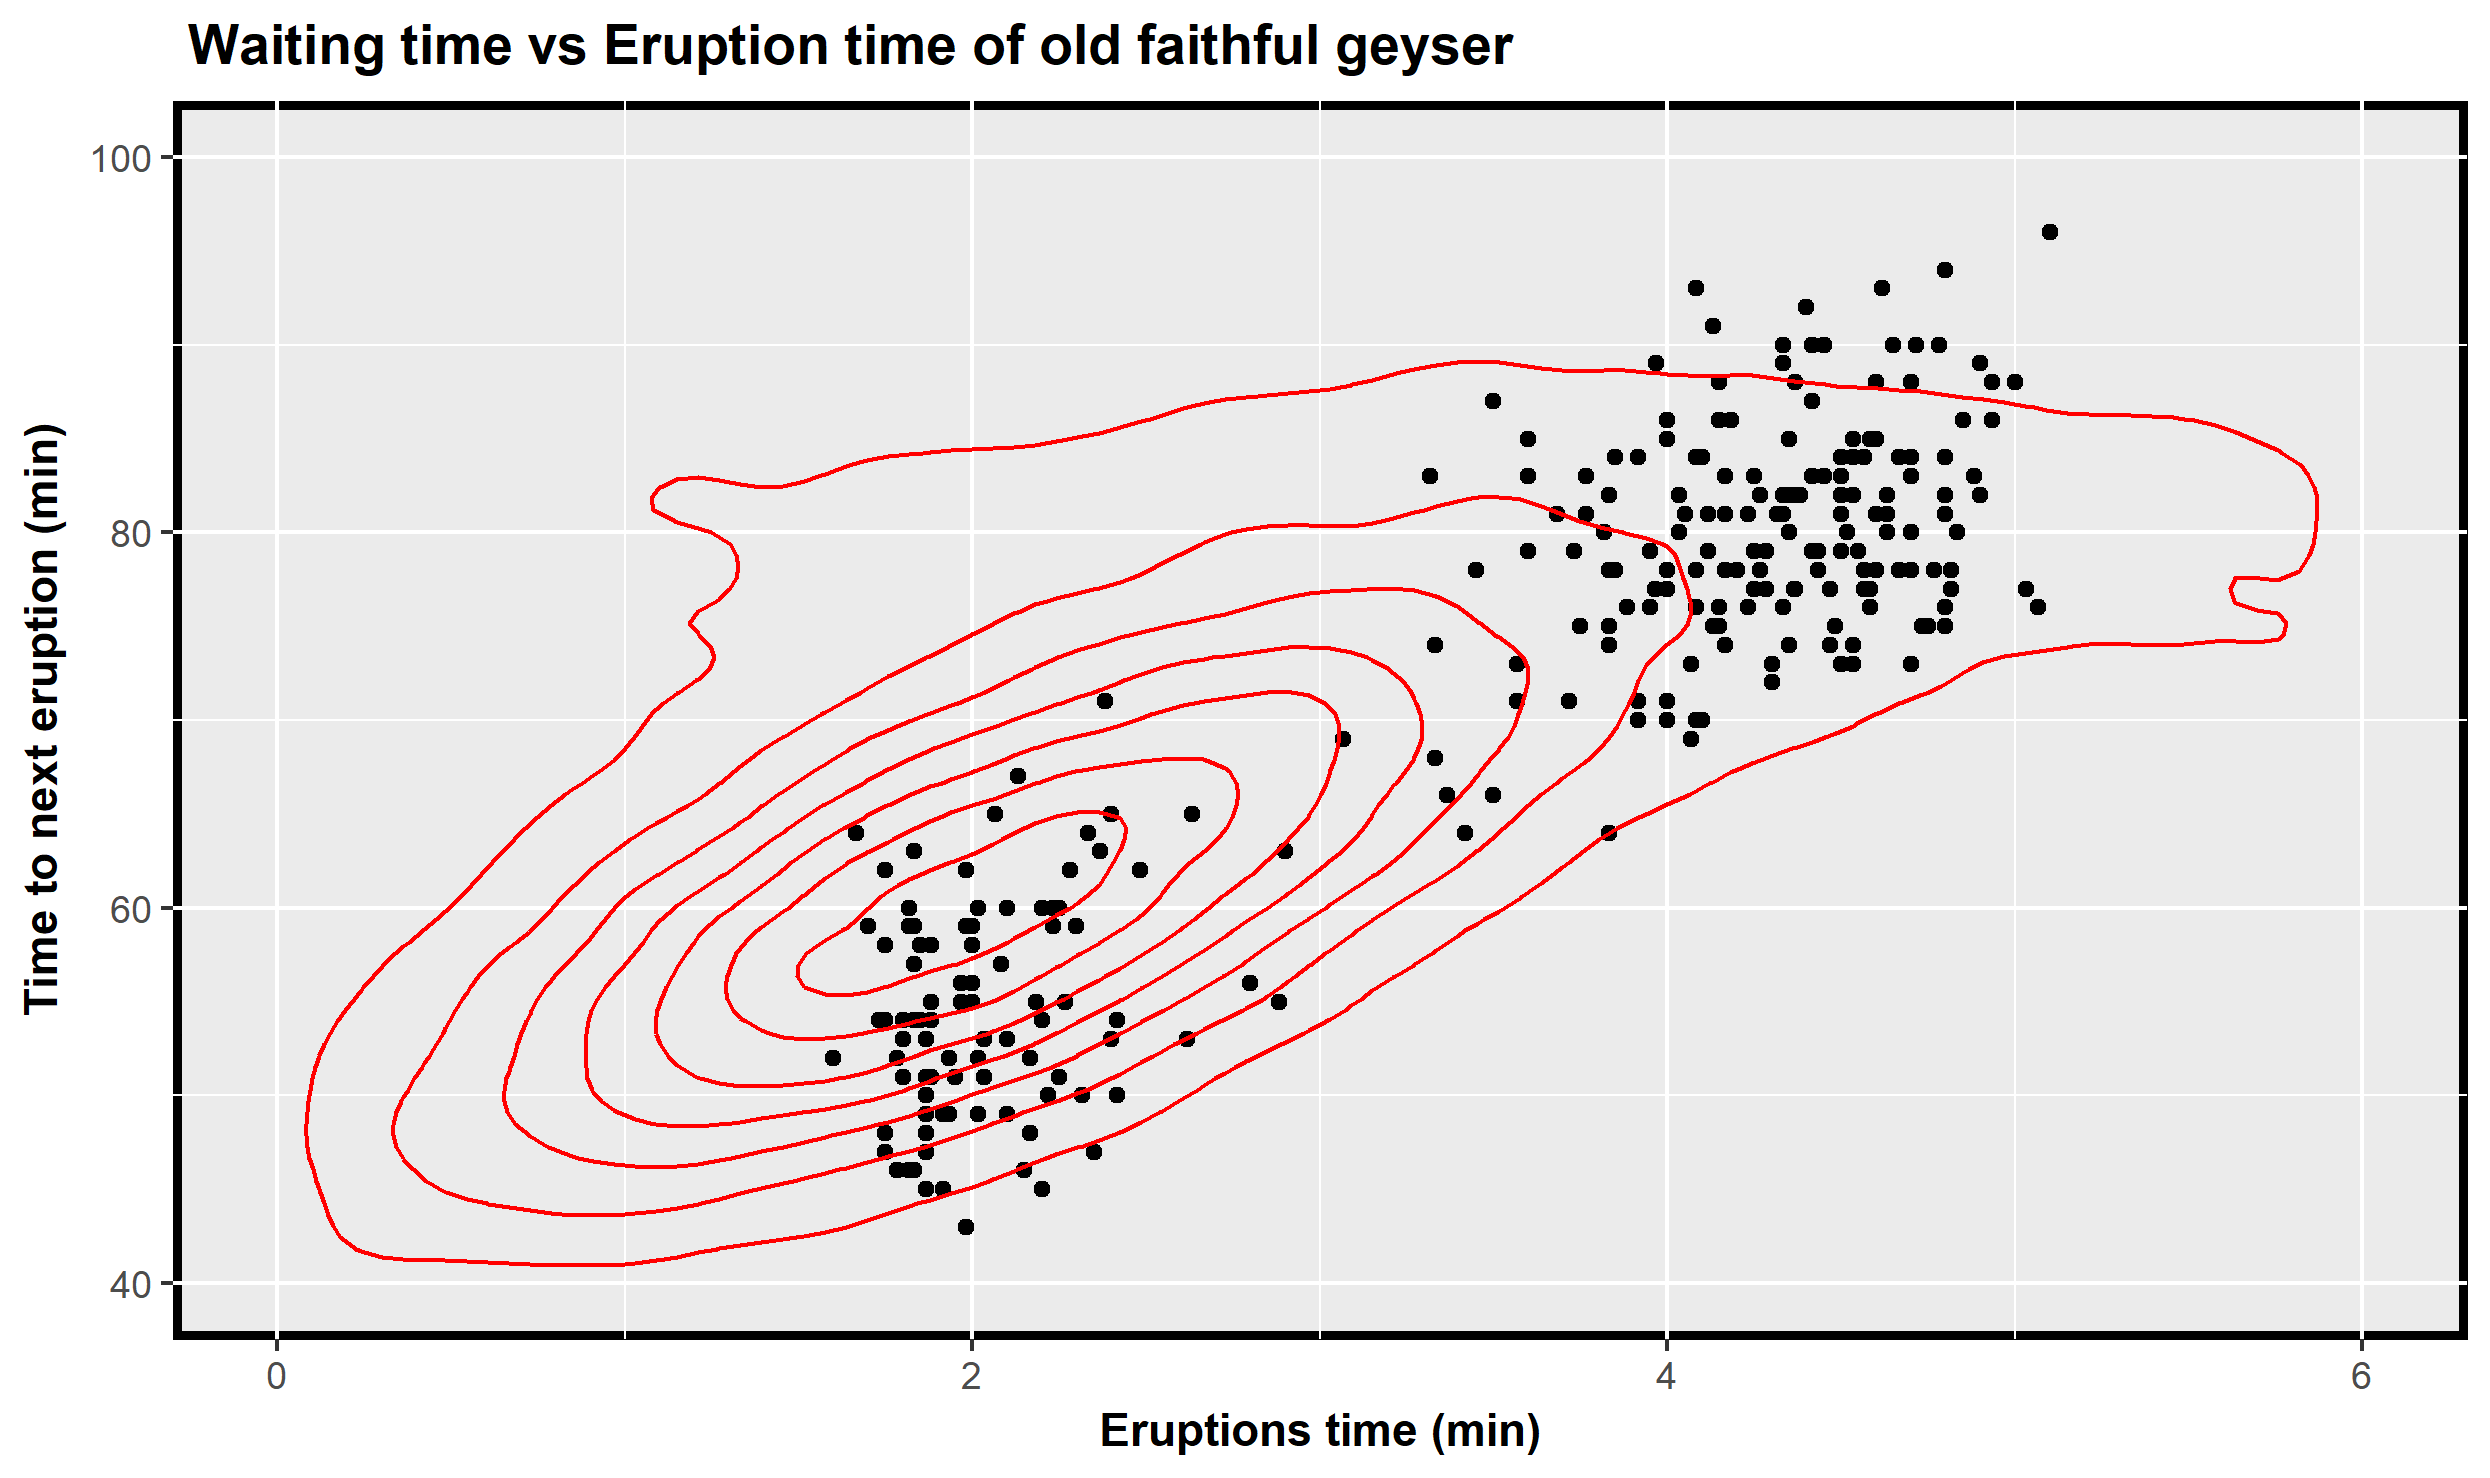 Waiting time vs Eruption time of old faithful geyser
100
80
60
40
Time to next eruption (min)
0 2 4 6
Eruptions time (min)